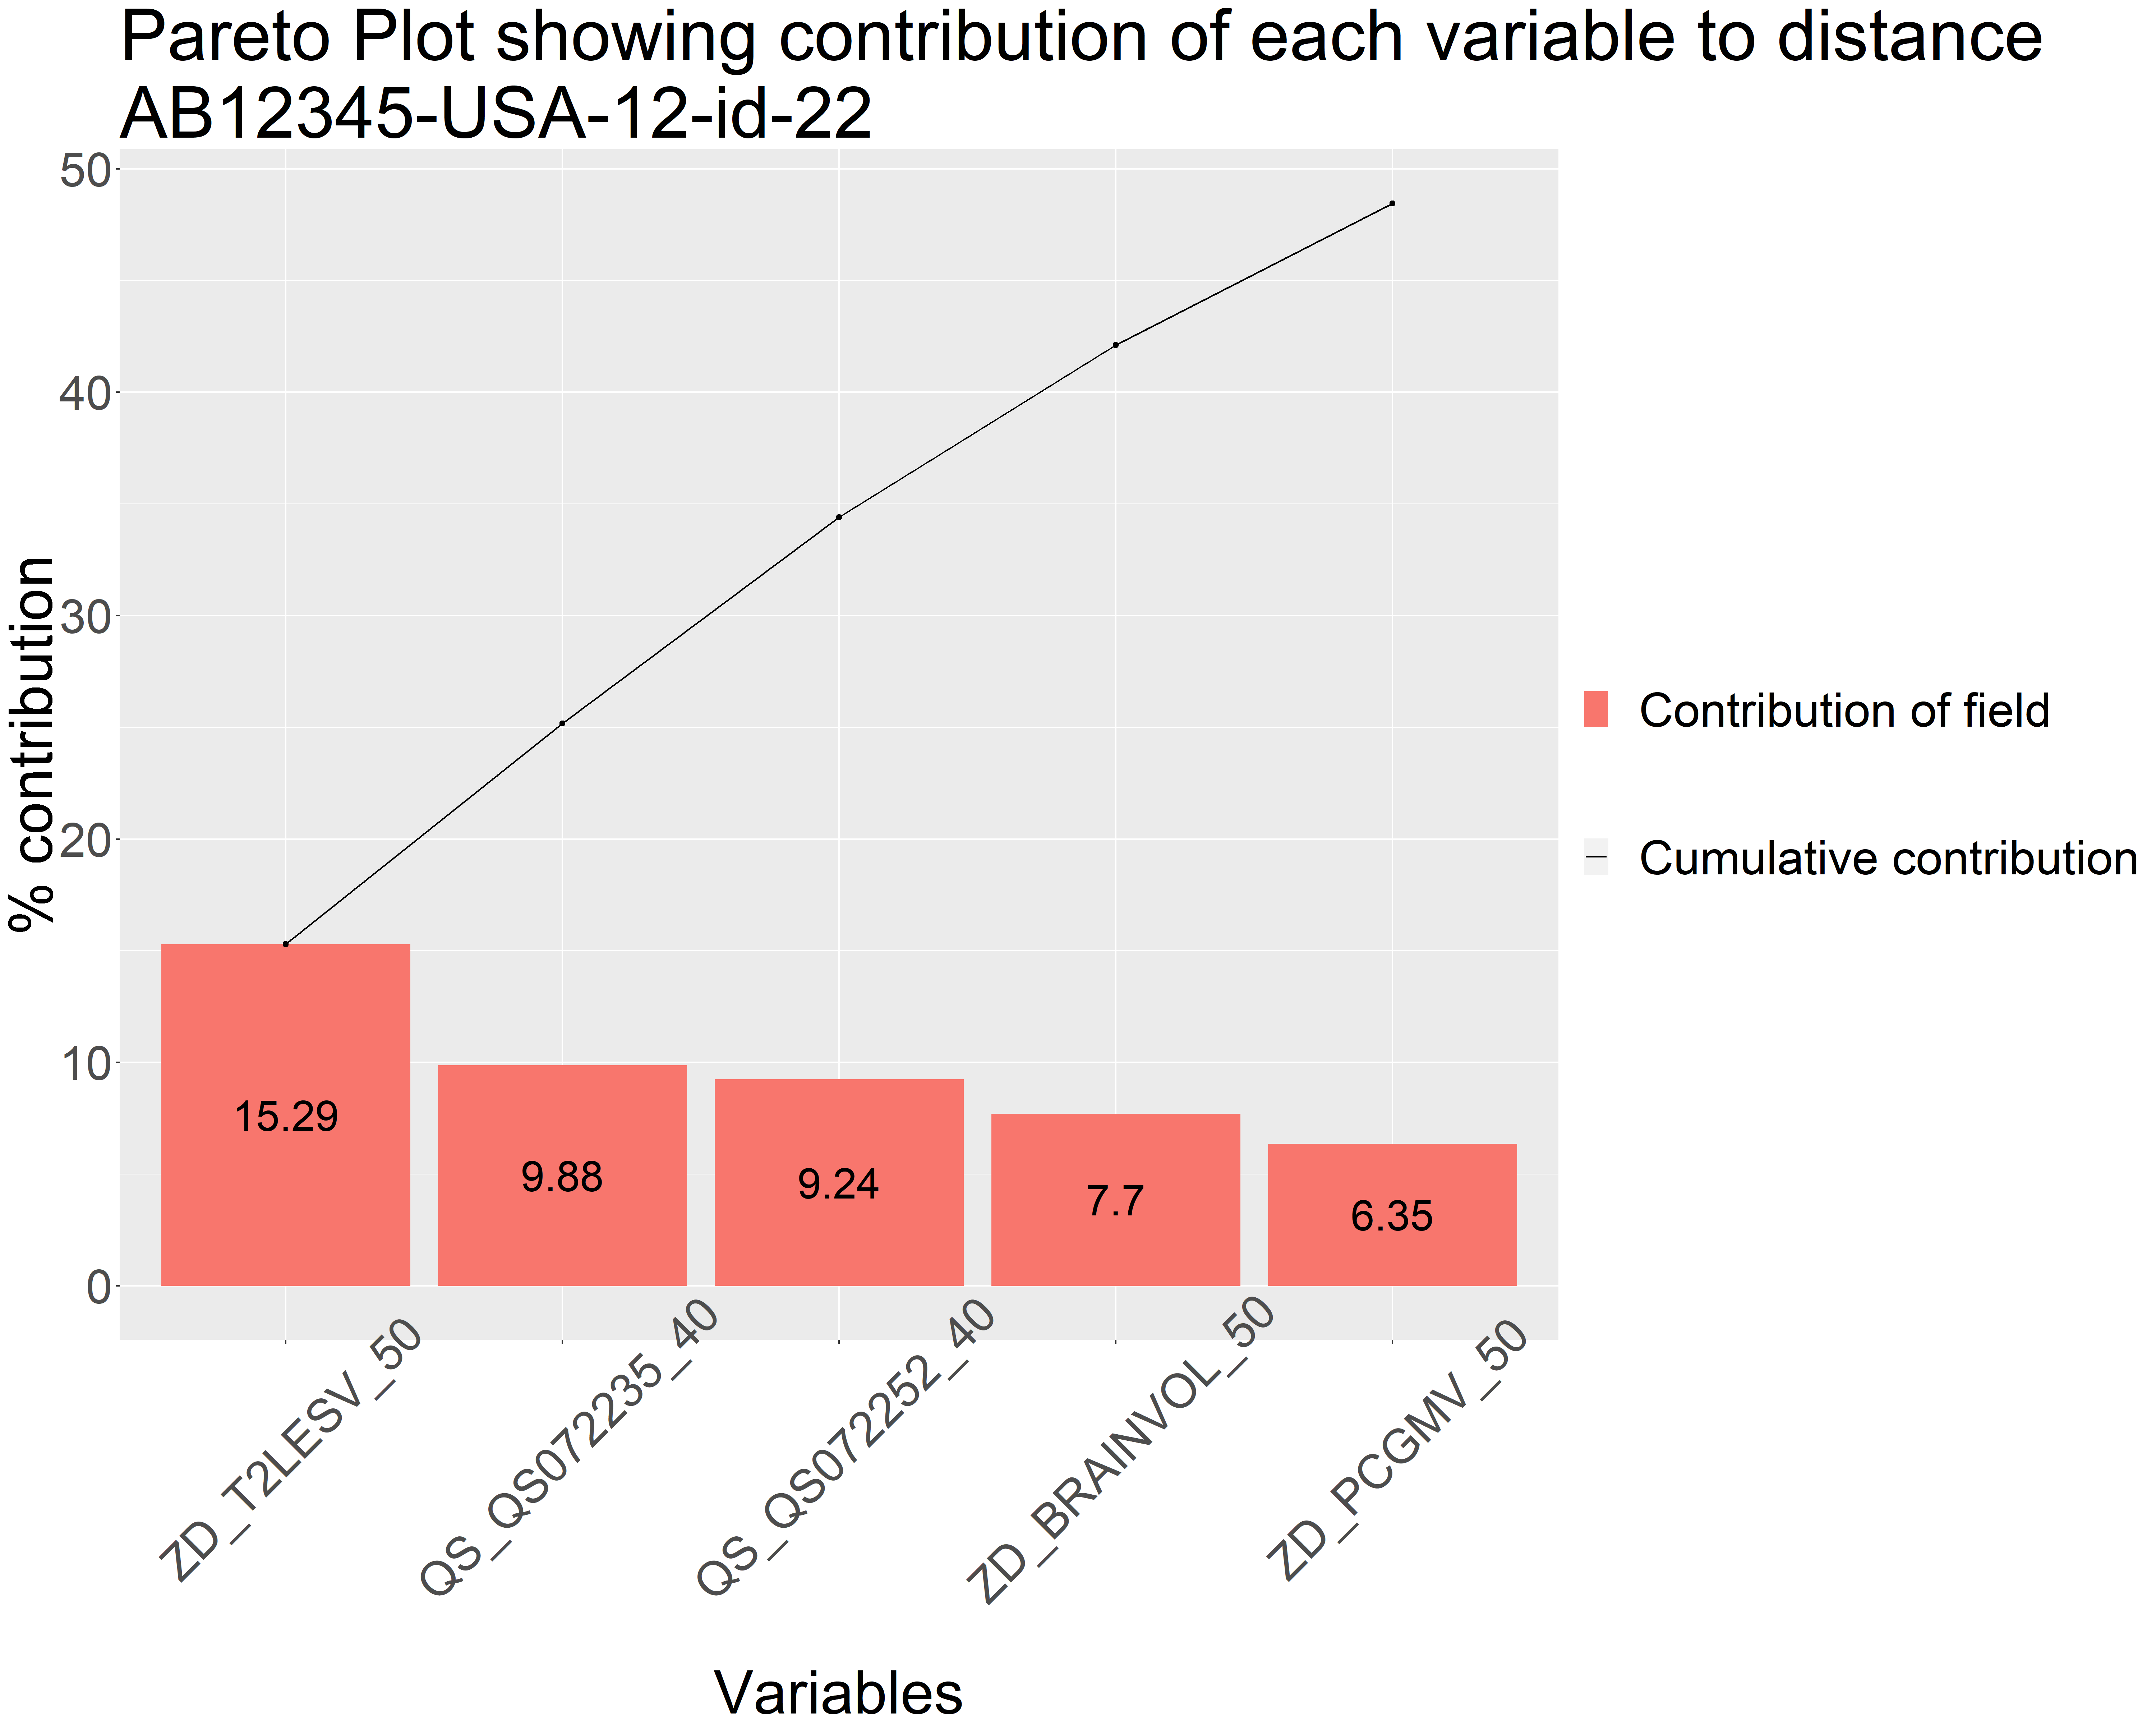 Pareto Plot showing contribution of each variable to distance
AB12345-USA-12-id-22
50
40
30
20
10
0
% contribution
15.29
9.88
9.24
7.7
6.35
ZD_T2LESV_50
QS_QS072235_40
QS_QS072252_40
ZD_BRAINVOL_50
ZD_PCGMV_50
Variables
Contribution of field
Cumulative contribution